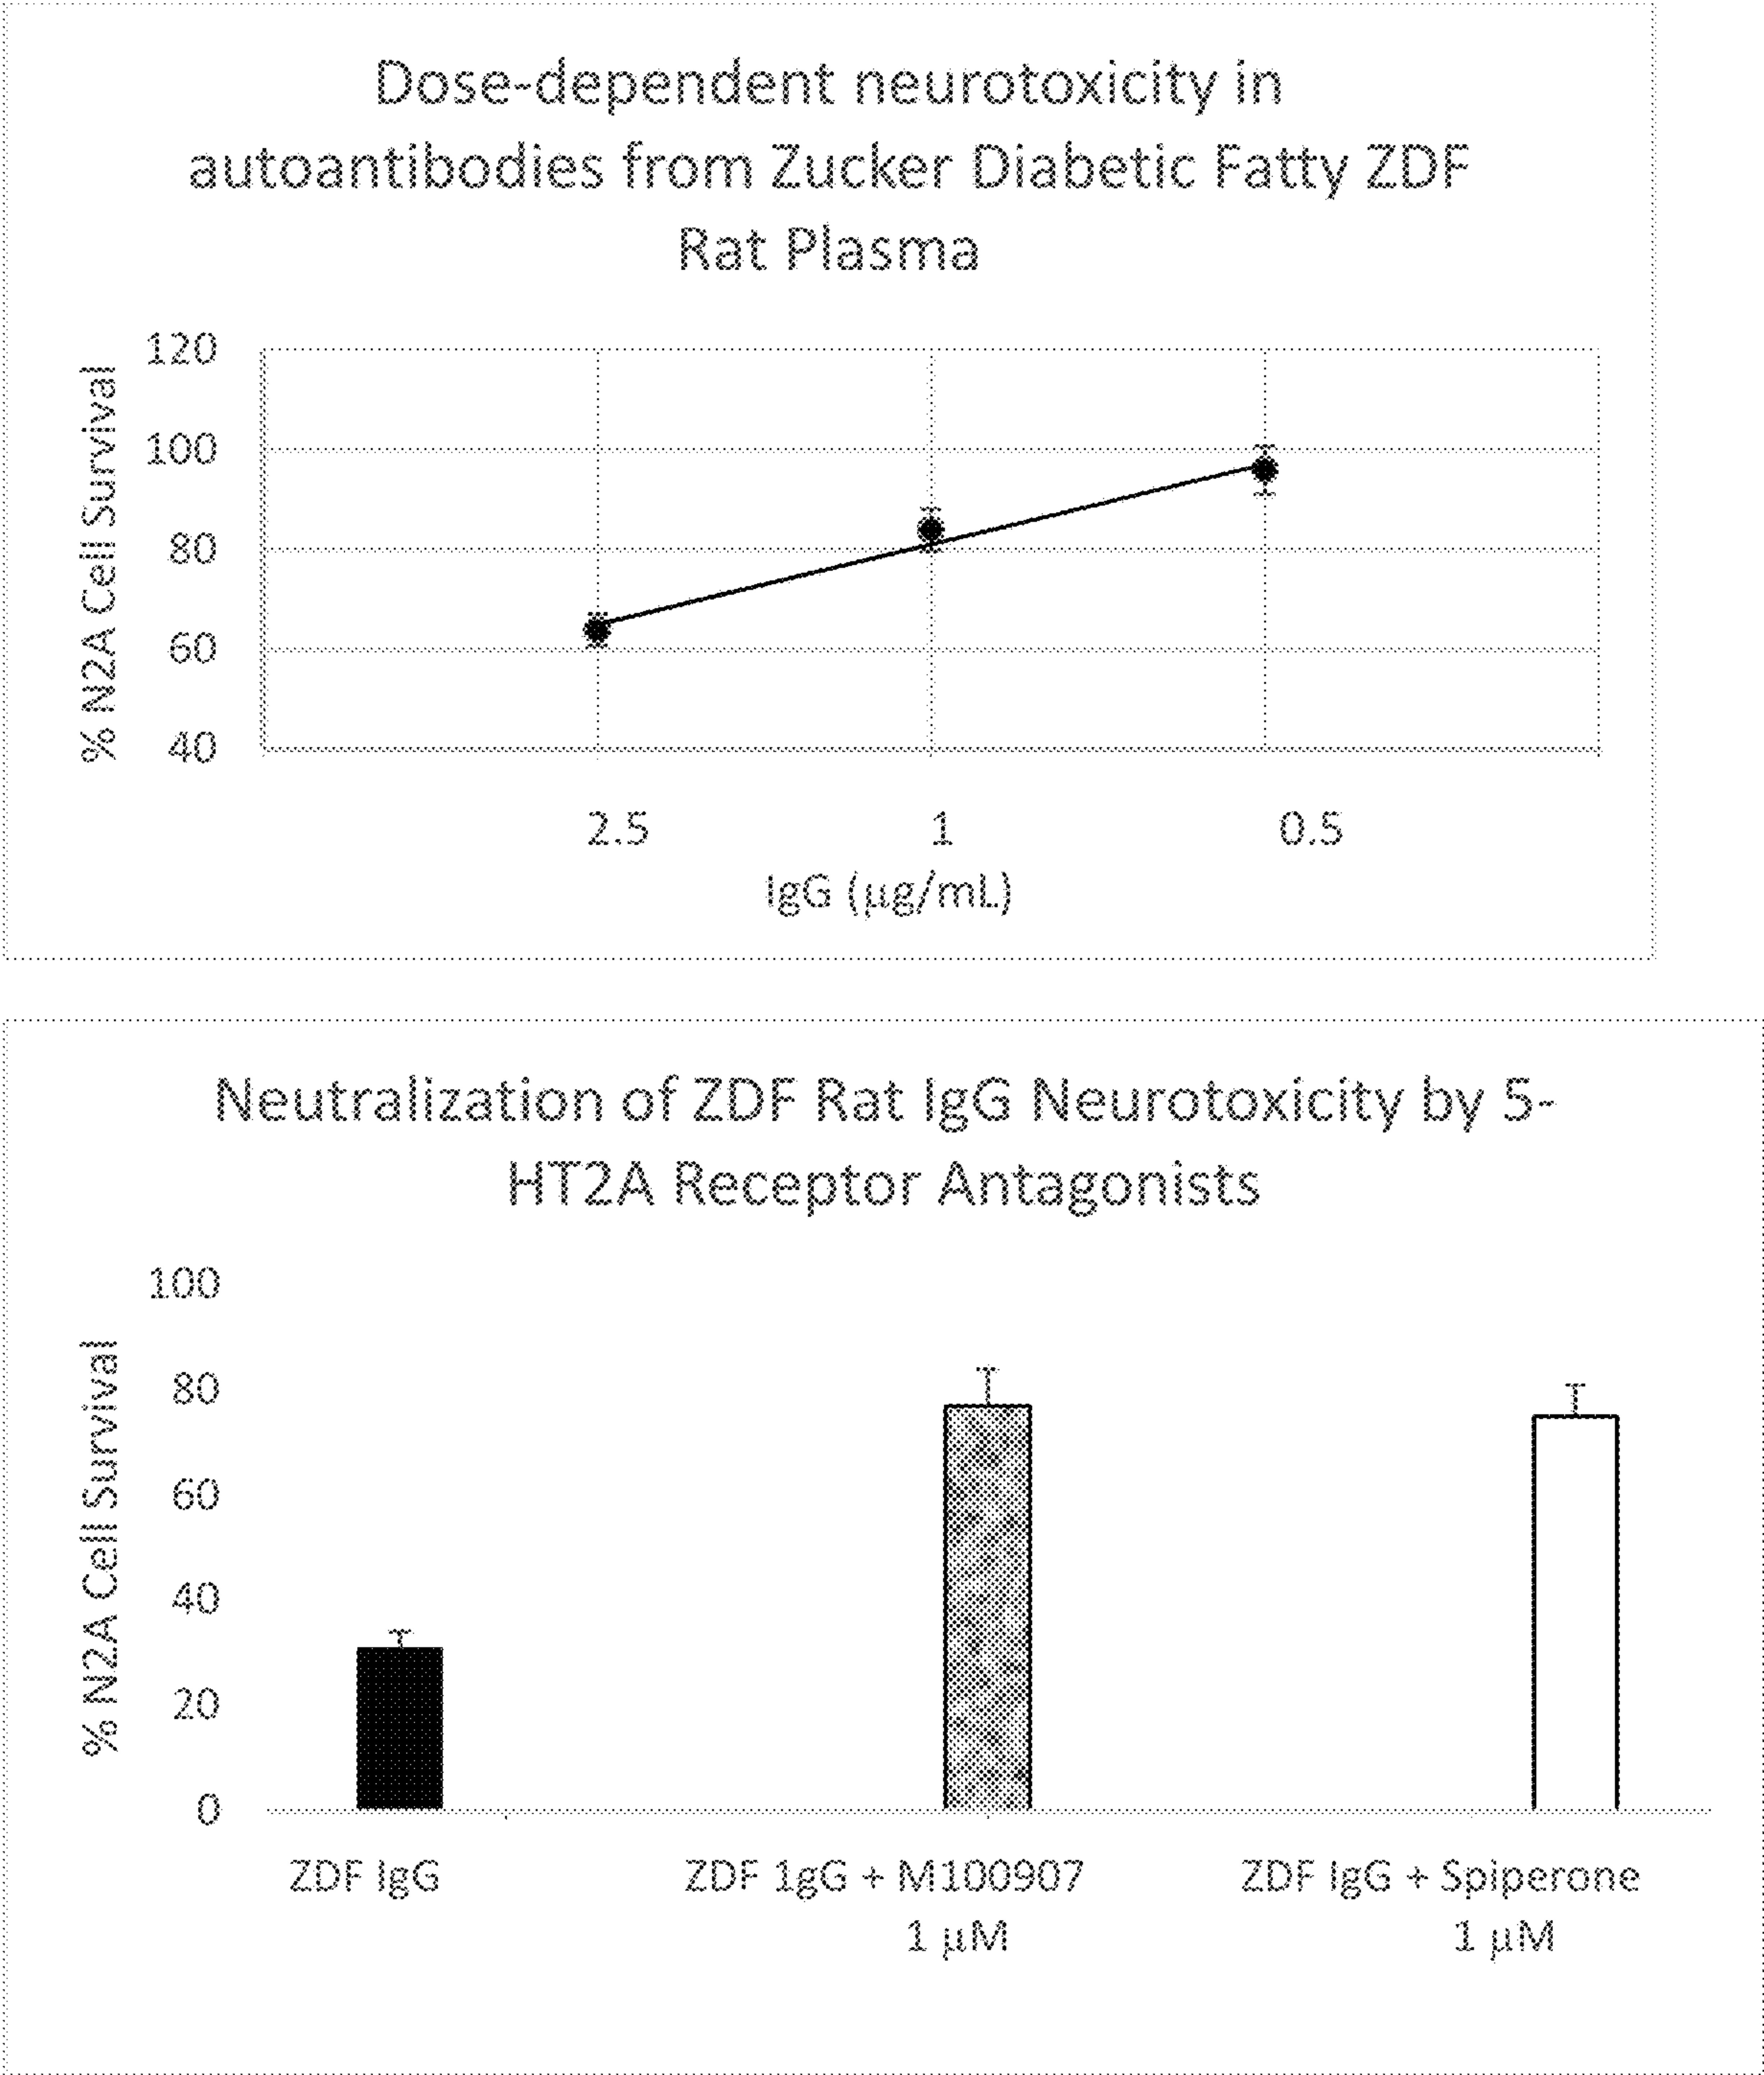 Dose-dependent neurotoxicity in
autoantibodies from Zucker Diabetic Fatty ZDF
Rat Plasma
% N2A Cell Survival
120
100
80
60
40
2.5 1 0.5
IgG (µg/mL)
Neutralization of ZDF Rat IgG Neurotoxicity by 5-
HT2A Receptor Antagonists
% N2A Cell Survival
100
80
60
40
20
0
ZDF IgG ZDF 1gG + M100907 ZDF IgG + Spiperone
1 µM 1 µM